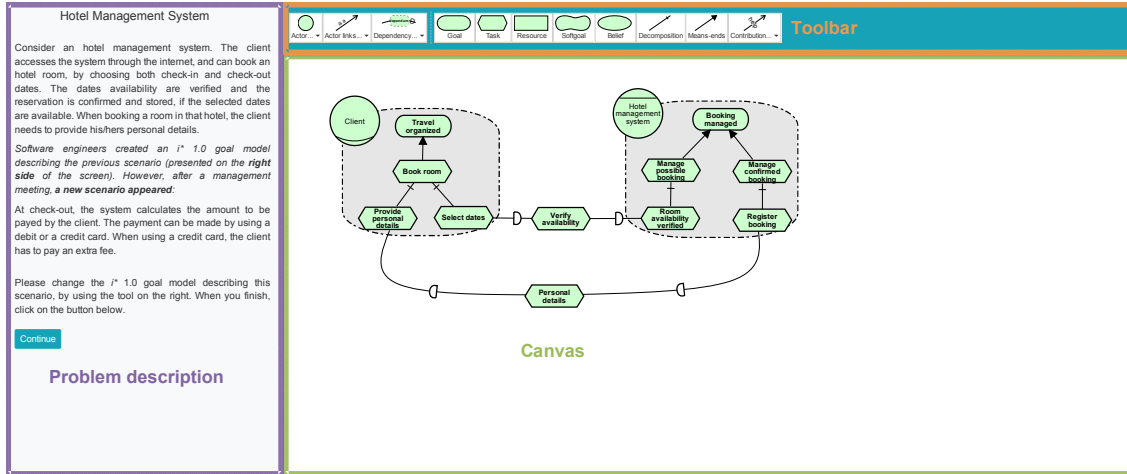 Hotel Management System
Consider an hotel management system. The client
accesses the system through the internet, and can book an
hotel room, by choosing both check-in and check-out
dates. The dates availability are verified and the
reservation is confirmed and stored, if the selected dates
are available. When booking a room in that hotel, the client
needs to provide his/hers personal details.
Software engineers created an i* 1.0 goal model
describing the previous scenario (presented on the right
side of the screen). However, after a management
meeting, a new scenario appeared:
At check-out, the system calculates the amount to be
payed by the client. The payment can be made by using a
debit or a credit card. When using a credit card, the client
has to pay an extra fee.
Please change the i* 1.0 goal model describing this
scenario, by using the tool on the right. When you finish,
click on the button below.
Continue
Problem description
Actor...
Actor links...
Dependency...
Goal
Task
Resource
Softgoal
Belief
Decomposition
Means-ends
Contribution...
Toolbar
Client
Travel
organized
Book room
Provide
personal
details
Select dates
Verify
availability
Hotel
management
system
Booking
managed
Manage
possible
booking
Manage
confirmed
booking
Room
availability
verified
Register
booking
Personal
details
Canvas